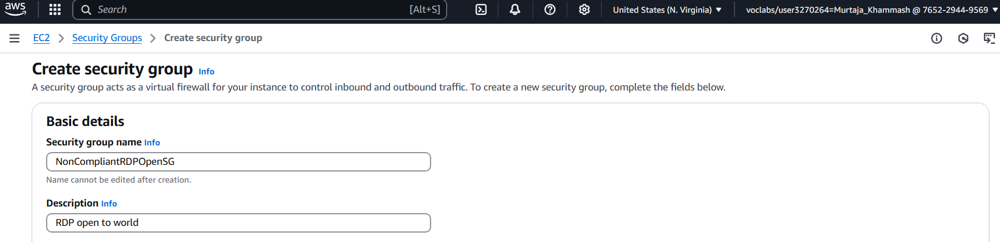 aws Search [Alt+S] United States (N. Virginia) ▼ voclabs/user3270264=Murtaja_Khammash @ 7652-2944-9569 ▼
EC2 > Security Groups > Create security group
Create security group Info
A security group acts as a virtual firewall for your instance to control inbound and outbound traffic. To create a new security group, complete the fields below.
Basic details
Security group name Info
NonCompliantRDPOpenSG
Name cannot be edited after creation.
Description Info
RDP open to world